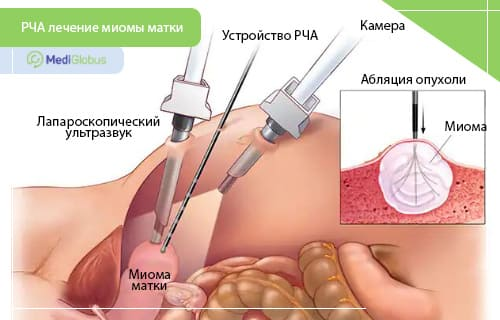 РЧА лечение миомы матки
MediGlobus
Устройство РЧА
Камера
Лапароскопический
ультразвук
Абляция опухоли
Миома
Миома
матки